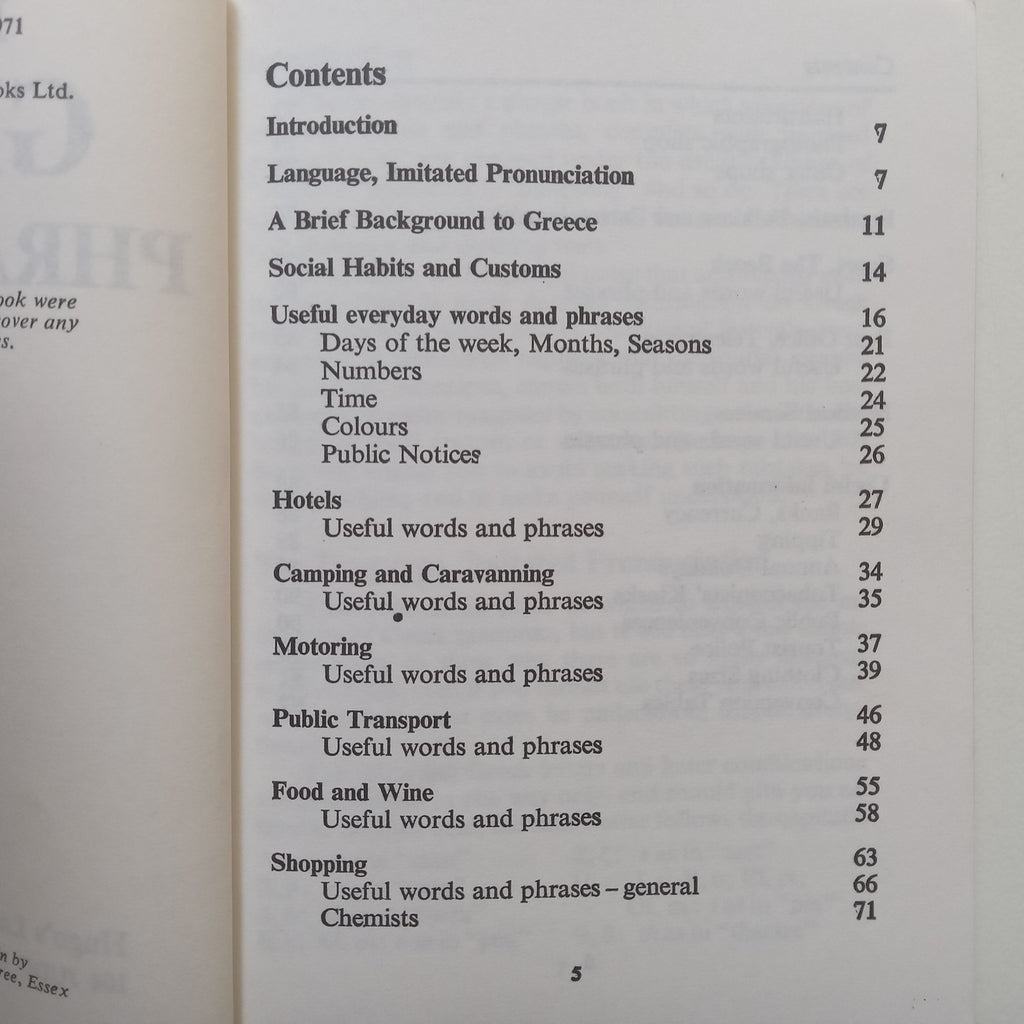 971
oks Ltd.
ook were
over any
s.
n by
ree, Essex
Contents
Introduction 7
Language, Imitated Pronunciation 7
A Brief Background to Greece 11
Social Habits and Customs 14
Useful everyday words and phrases 16
Days of the week, Months, Seasons 21
Numbers 22
Time 24
Colours 25
Public Notices 26
Hotels 27
Useful words and phrases 29
Camping and Caravanning 34
Useful words and phrases 35
Motoring 37
Useful words and phrases 39
Public Transport 46
Useful words and phrases 48
Food and Wine 55
Useful words and phrases 58
Shopping 63
Useful words and phrases – general 66
Chemists 71
5